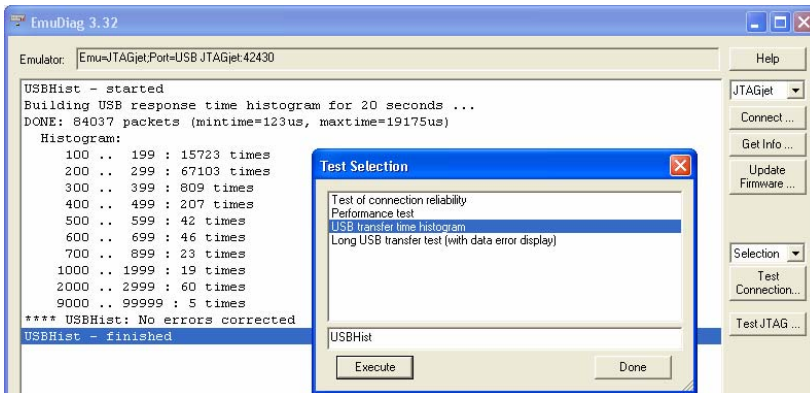 EmuDiag 3.32
Emulator: Emu=JTAGjet;Port=USB JTAGjet:42430
Help
USBHist - started
Building USB response time histogram for 20 seconds ...
DONE: 84037 packets (mintime=123us, maxtime=19175us)
Histogram:
100 .. 199 : 15723 times
200 .. 299 : 67103 times
300 .. 399 : 809 times
400 .. 499 : 207 times
500 .. 599 : 42 times
600 .. 699 : 46 times
700 .. 899 : 23 times
1000 .. 1999 : 19 times
2000 .. 2999 : 60 times
9000 .. 99999 : 5 times
**** USBHist: No errors corrected
USBHist - finished
Test Selection
Test of connection reliability
Performance test
USB transfer time histogram
Long USB transfer test (with data error display)
USBHist
Execute
Done
JTAGjet
Connect ...
Get Info ...
Update
Firmware ...
Selection
Test
Connection...
Test JTAG ...